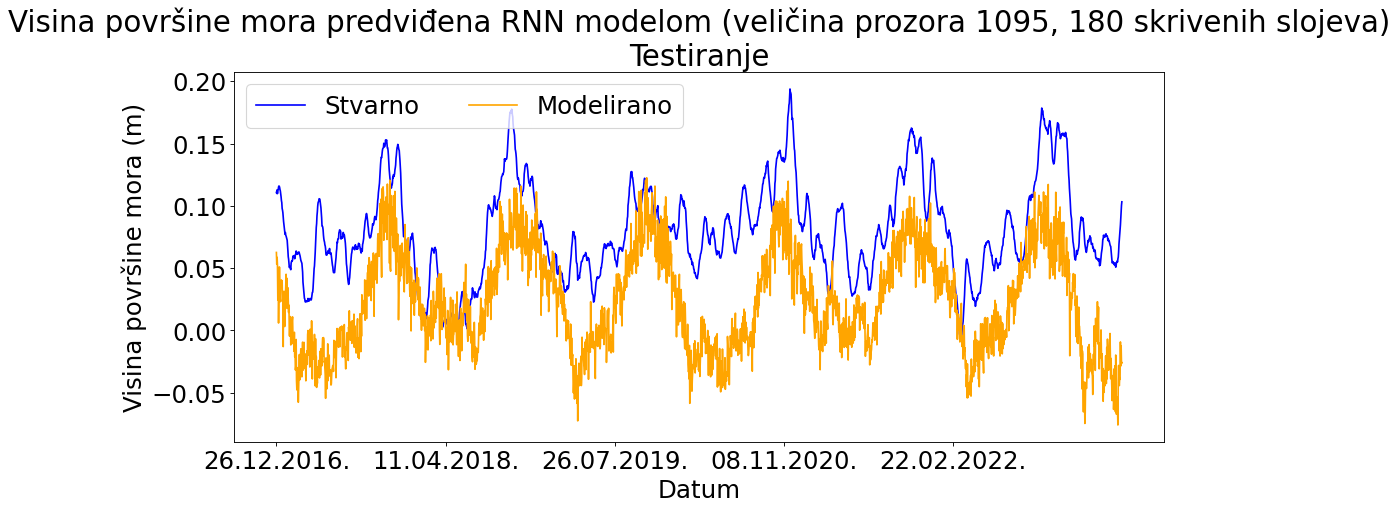 Visina površine mora predviđena RNN modelom (veličina prozora 1095, 180 skrivenih slojeva)
Testiranje
Stvarno
Modelirano
Visina površine mora (m)
0.20
0.15
0.10
0.05
0.00
−0.05
26.12.2016.
11.04.2018.
26.07.2019.
08.11.2020.
22.02.2022.
Datum